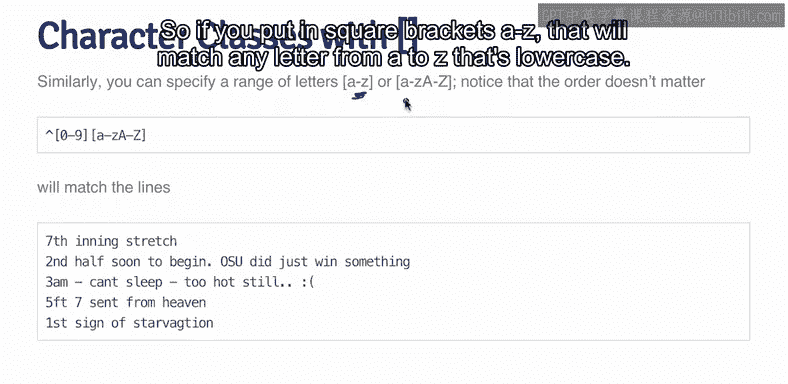 Character Classes with []
So if you put in square brackets a-z, that will
match any letter from a to z that's lowercase.
Similarly, you can specify a range of letters [a-z] or [a-zA-Z]; notice that the order doesn't matter
^[0-9][a-zA-Z]
will match the lines
7th inning stretch
2nd half soon to begin. OSU did just win something
3am - cant sleep - too hot still.. :(
5ft 7 sent from heaven
1st sign of starvagtion